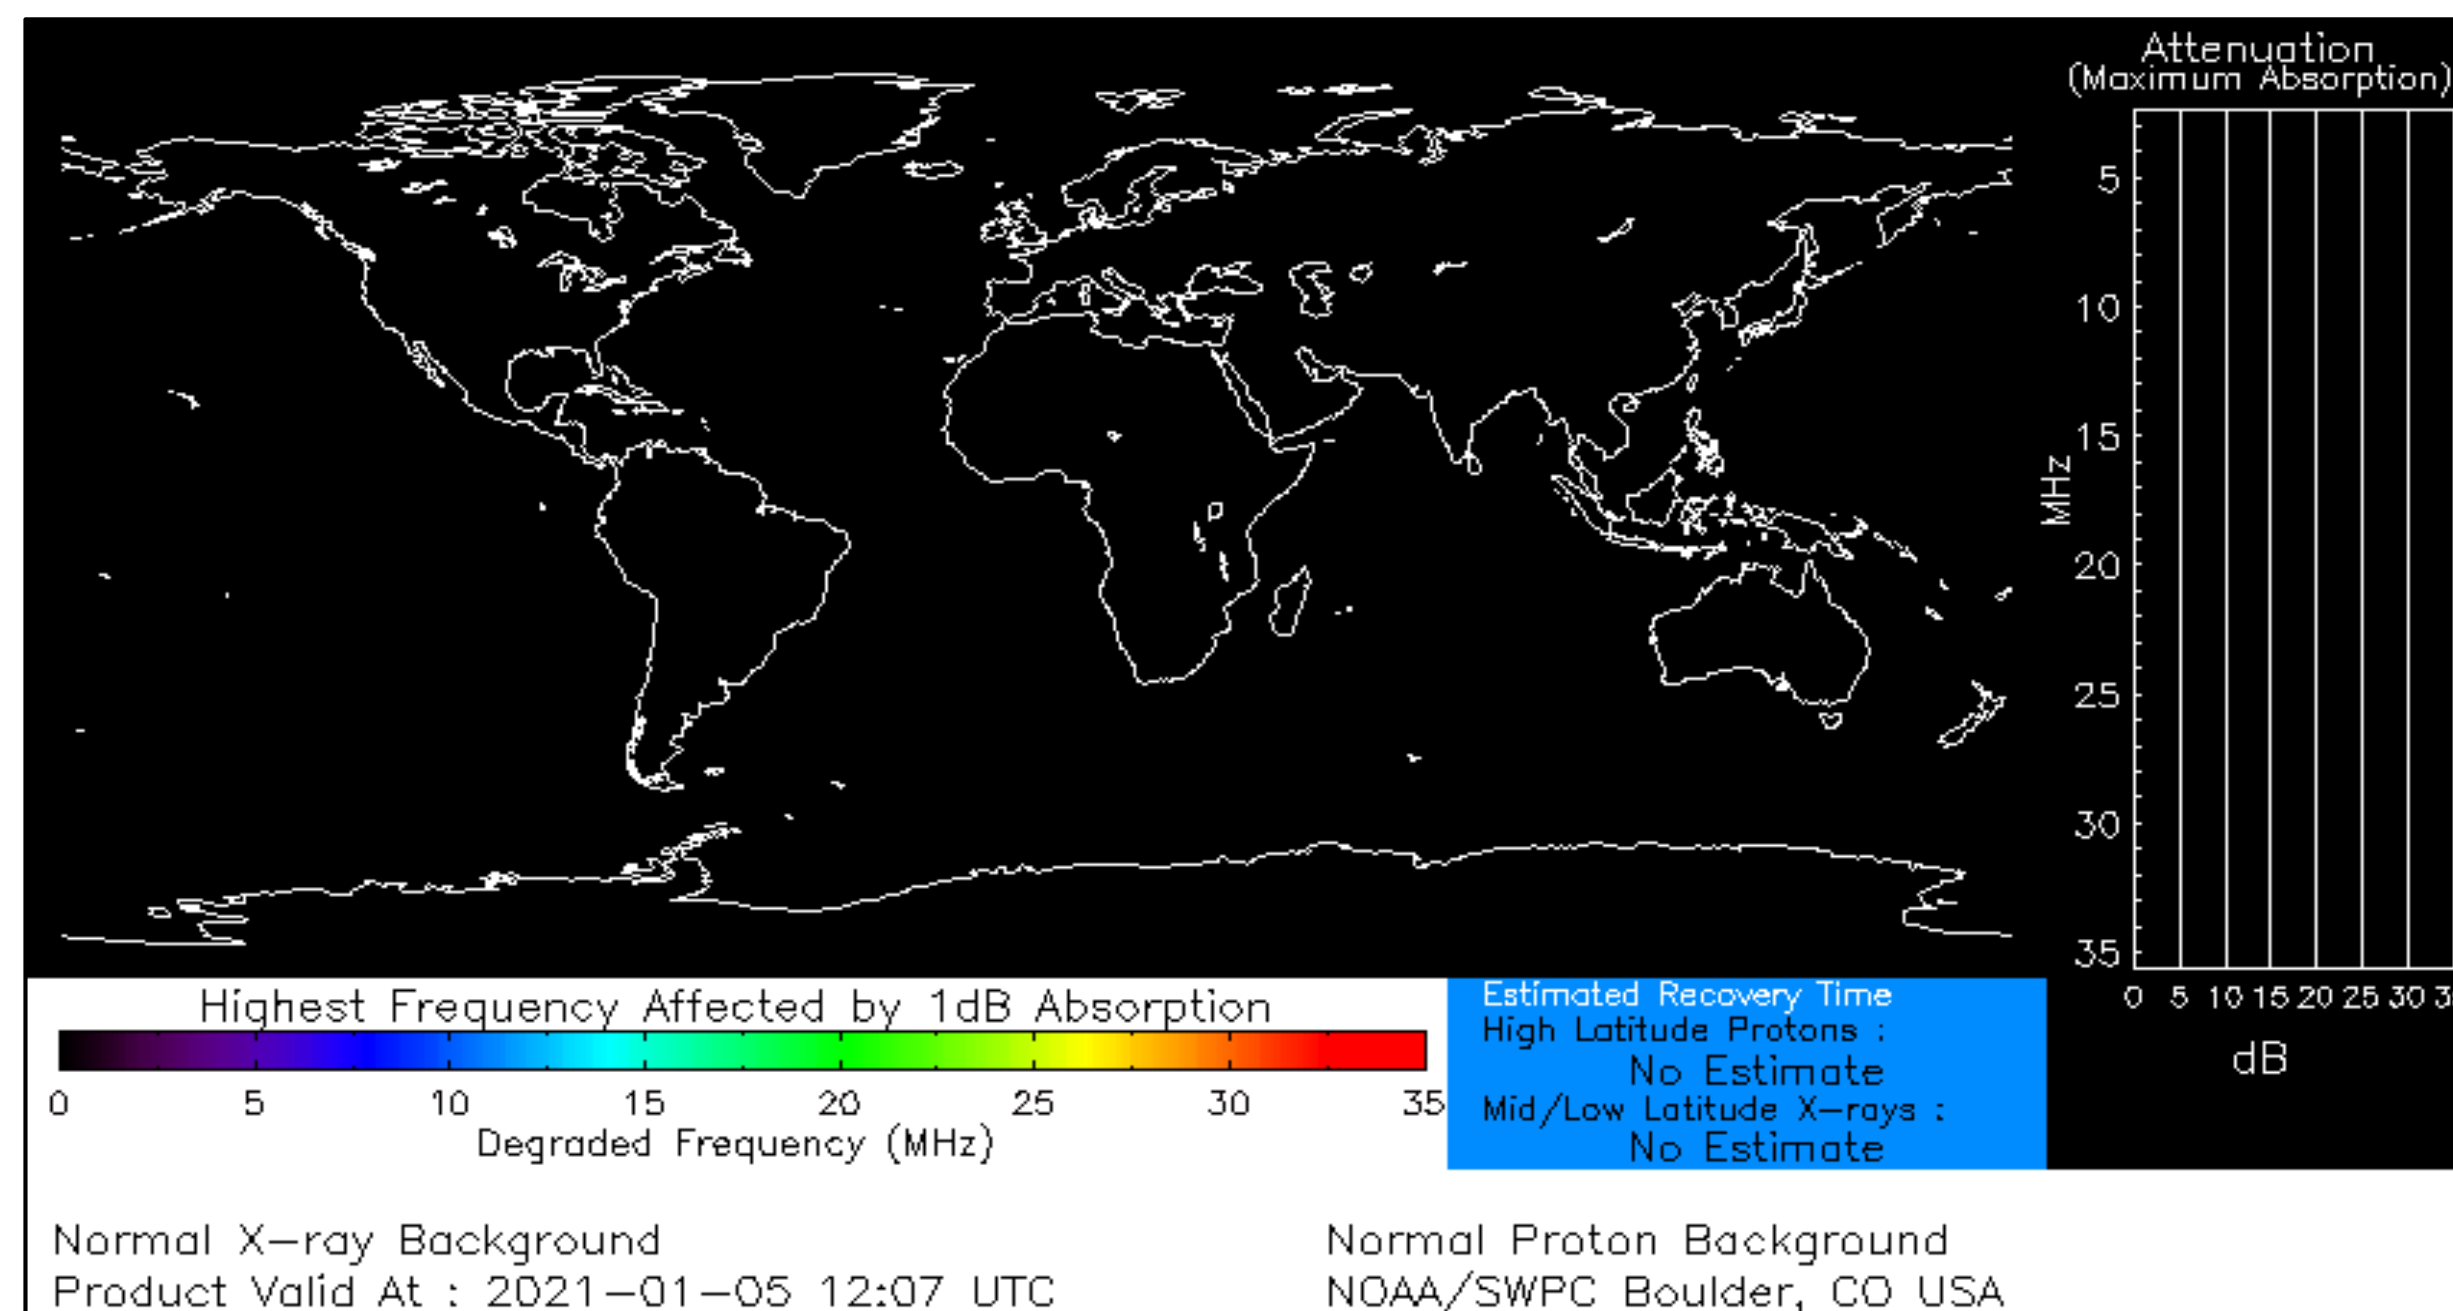 Attenuation
(Maximum Absorption)
5
10
15
20
25
30
35
MHz
0 5 10 15 20 25 30
dB
Highest Frequency Affected by 1dB Absorption
0 5 10 15 20 25 30 35
Degraded Frequency (MHz)
Estimated Recovery Time
High Latitude Protons :
No Estimate
Mid/Low Latitude X-rays :
No Estimate
Normal X-ray Background
Normal Proton Background
Product Valid At : 2021-01-05 12:07 UTC
NOAA/SWPC Boulder, CO USA